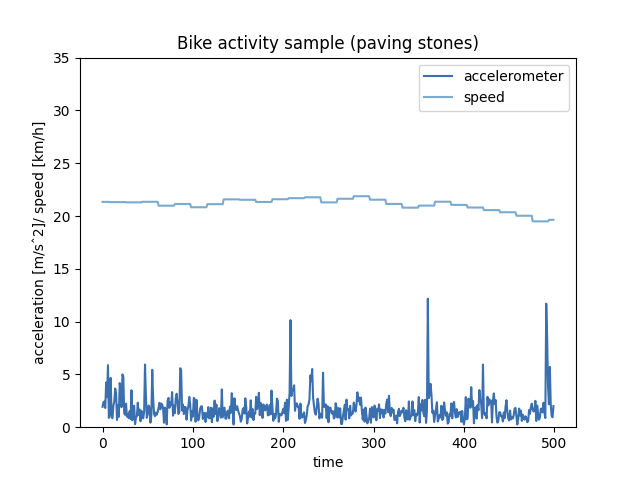 Bike activity sample (paving stones)
accelerometer
speed
acceleration [m/s^2]/ speed [km/h]
35
30
25
20
15
10
5
0
0 100 200 300 400 500
time